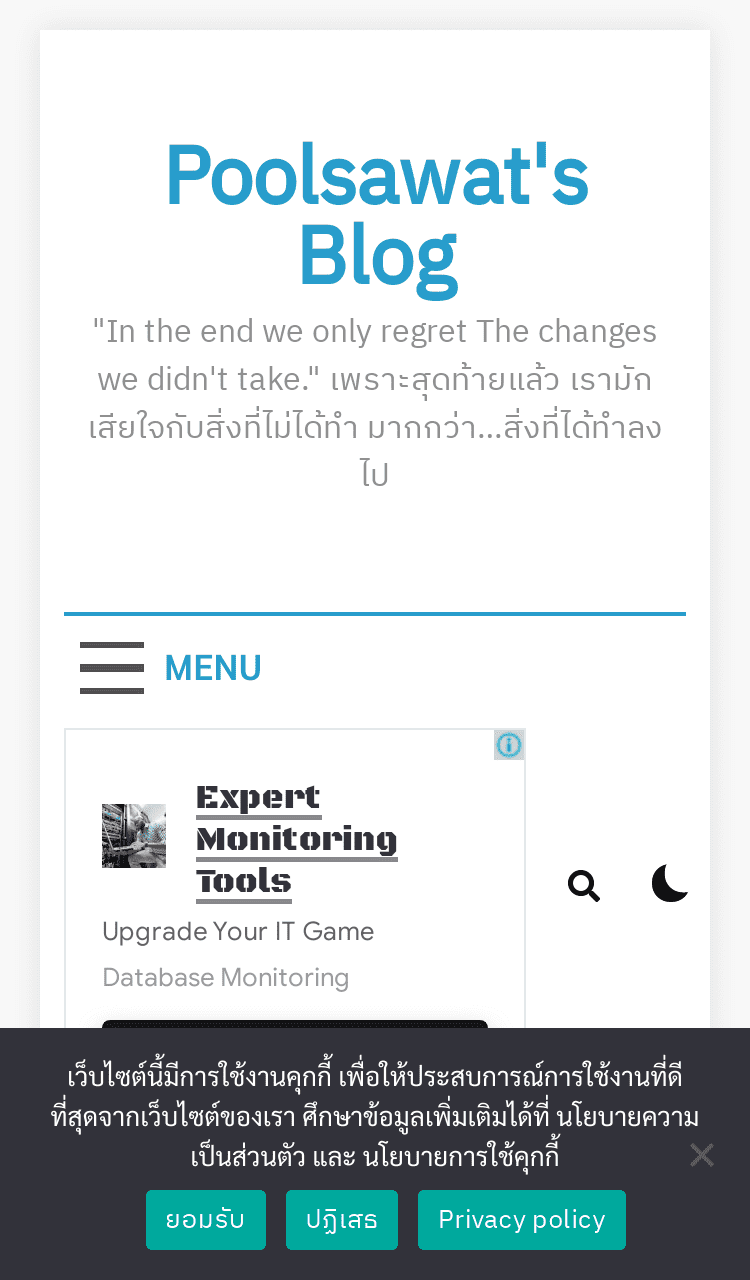 Poolsawat's
Blog
"In the end we only regret The changes
we didn't take." เพราะสุดท้ายแล้ว เรามัก
เสียใจกับสิ่งที่ไม่ได้ทำ มากกว่า...สิ่งที่ได้ทำลง
ไป
MENU
Expert
Monitoring
Tools
Upgrade Your IT Game
Database Monitoring
เว็บไซต์นี้มีการใช้งานคุกกี้ เพื่อให้ประสบการณ์การใช้งานที่ดี
ที่สุดจากเว็บไซต์ของเรา ศึกษาข้อมูลเพิ่มเติมได้ที่ นโยบายความ
เป็นส่วนตัว และ นโยบายการใช้คุกกี้
ยอมรับ ปฏิเสธ Privacy policy